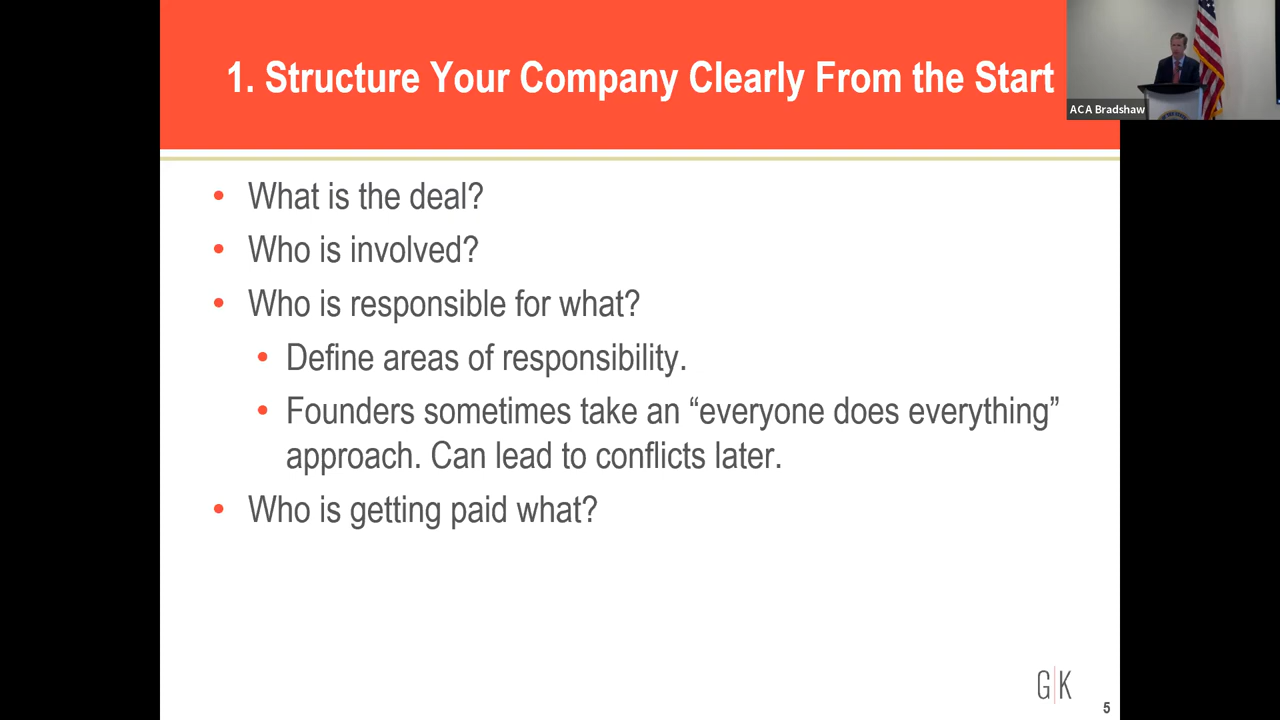 1. Structure Your Company Clearly From the Start
ACA Bradshaw
• What is the deal?
• Who is involved?
• Who is responsible for what?
• Define areas of responsibility.
• Founders sometimes take an “everyone does everything”
approach. Can lead to conflicts later.
• Who is getting paid what?
G|K
5